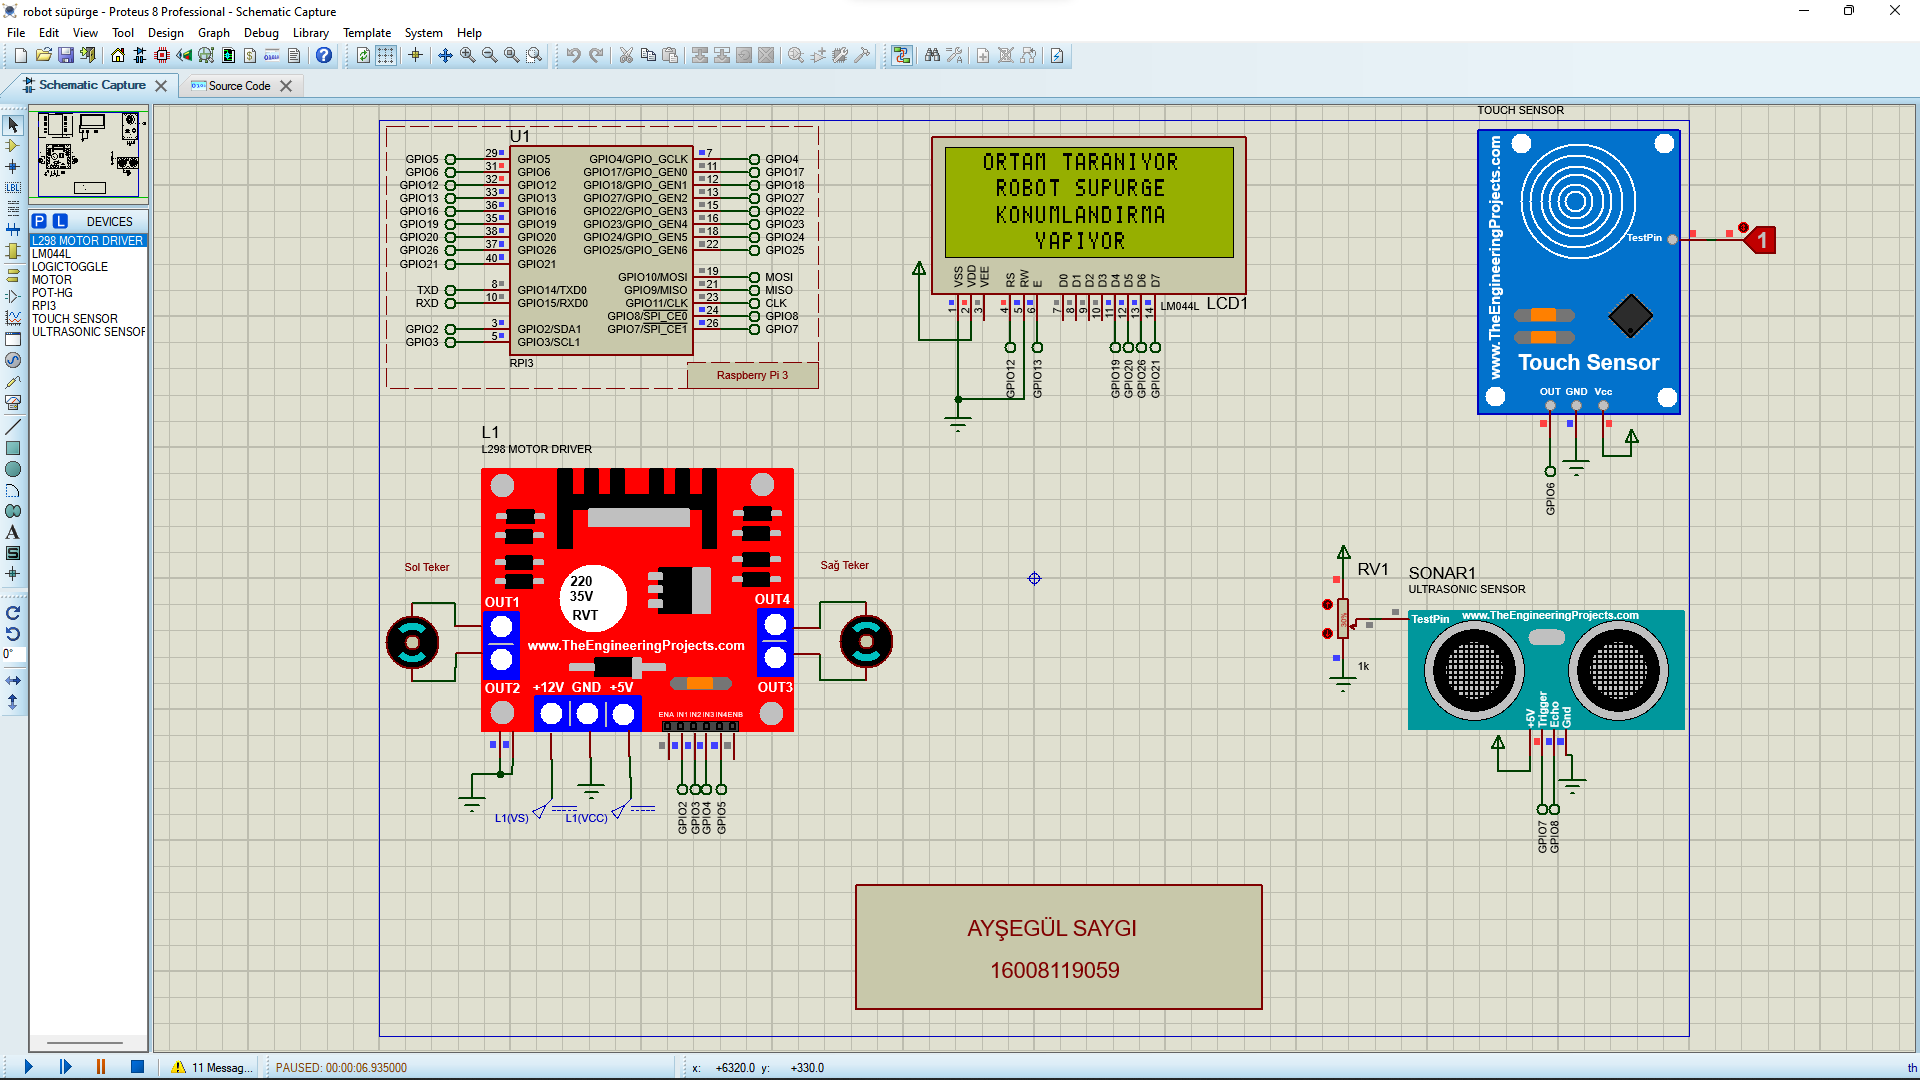 robot süpürge - Proteus 8 Professional - Schematic Capture
File Edit View Tool Design Graph Debug Library Template System Help
Schematic Capture
Source Code
P L DEVICES
L298 MOTOR DRIVER
LM044L
LOGICTOGGLE
MOTOR
POT-HG
RPI3
TOUCH SENSOR
ULTRASONIC SENSOR
LBL
A
S
0°
U1
GPIO5 29 GPIO5 GPIO4/GPIO_GCLK 7 GPIO4
GPIO6 31 GPIO6 GPIO17/GPIO_GEN0 11 GPIO17
GPIO12 32 GPIO12 GPIO18/GPIO_GEN1 12 GPIO18
GPIO13 33 GPIO13 GPIO27/GPIO_GEN2 13 GPIO27
GPIO16 36 GPIO16 GPIO22/GPIO_GEN3 15 GPIO22
GPIO19 35 GPIO19 GPIO23/GPIO_GEN4 16 GPIO23
GPIO20 38 GPIO20 GPIO24/GPIO_GEN5 18 GPIO24
GPIO26 37 GPIO26 GPIO25/GPIO_GEN6 22 GPIO25
GPIO21 40 GPIO21
GPIO10/MOSI 19 MOSI
TXD 8 GPIO14/TXD0 GPIO9/MISO 21 MISO
RXD 10 GPIO15/RXD0 GPIO11/CLK 23 CLK
GPIO8/SPI_CE0 24 GPIO8
GPIO2 3 GPIO2/SDA1 GPIO7/SPI_CE1 26 GPIO7
GPIO3 5 GPIO3/SCL1
RPI3
Raspberry Pi 3
ORTAM TARANIYOR
ROBOT SUPURGE
KONUMLANDIRMA
YAPIYOR
VSS VDD VEE RS RW E D0 D1 D2 D3 D4 D5 D6 D7
1 2 3 4 5 6 7 8 9 10 11 12 13 14
LM044L LCD1
GPIO12 GPIO13 GPIO19 GPIO20 GPIO26 GPIO21
TOUCH SENSOR
www.TheEngineeringProjects.com
TestPin
1
Touch Sensor
OUT GND Vcc
GPIO6
L1
L298 MOTOR DRIVER
Sol Teker
Sağ Teker
220
35V
RVT
OUT1
OUT4
www.TheEngineeringProjects.com
OUT2 +12V GND +5V OUT3
ENA IN1 IN2 IN3 IN4 ENB
L1(VS) L1(VCC)
GPIO2 GPIO3 GPIO4 GPIO5
RV1
1k
SONAR1
ULTRASONIC SENSOR
TestPin www.TheEngineeringProjects.com
+5V Trigger Echo Gnd
GPIO7 GPIO8
AYŞEGÜL SAYGI
16008119059
11 Messag... PAUSED: 00:00:06.935000 x: +6320.0 y: +330.0 th